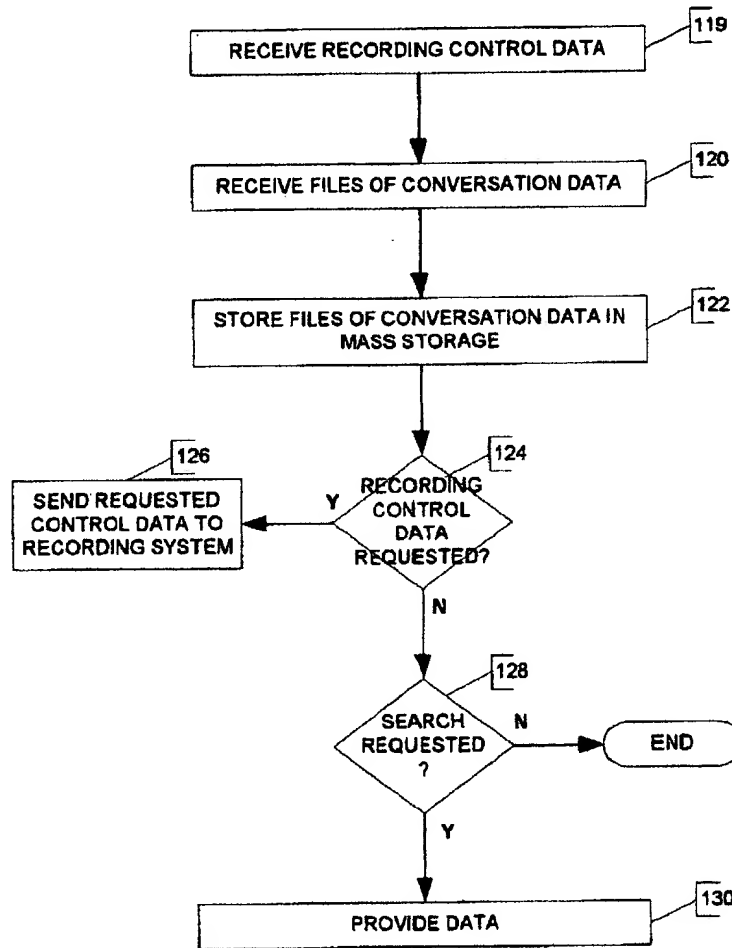 119
RECEIVE RECORDING CONTROL DATA
120
RECEIVE FILES OF CONVERSATION DATA
122
STORE FILES OF CONVERSATION DATA IN
MASS STORAGE
126
124
SEND REQUESTED
CONTROL DATA TO
RECORDING SYSTEM
Y
RECORDING
CONTROL
DATA
REQUESTED?
N
128
SEARCH
REQUESTED
?
N
END
Y
130
PROVIDE DATA